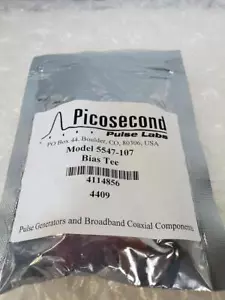 Picosecond
Pulse Labs
PO Box 44, Boulder, CO, 80306, USA
Model 5547-107
Bias Tee
4114856
4409
Pulse Generators and Broadband Coaxial Components